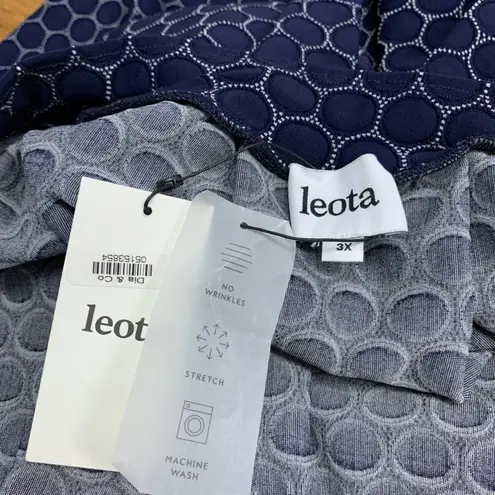 leota
3X
Dia & Co
05153854
leot
NO
WRINKLES
STRETCH
MACHINE
WASH